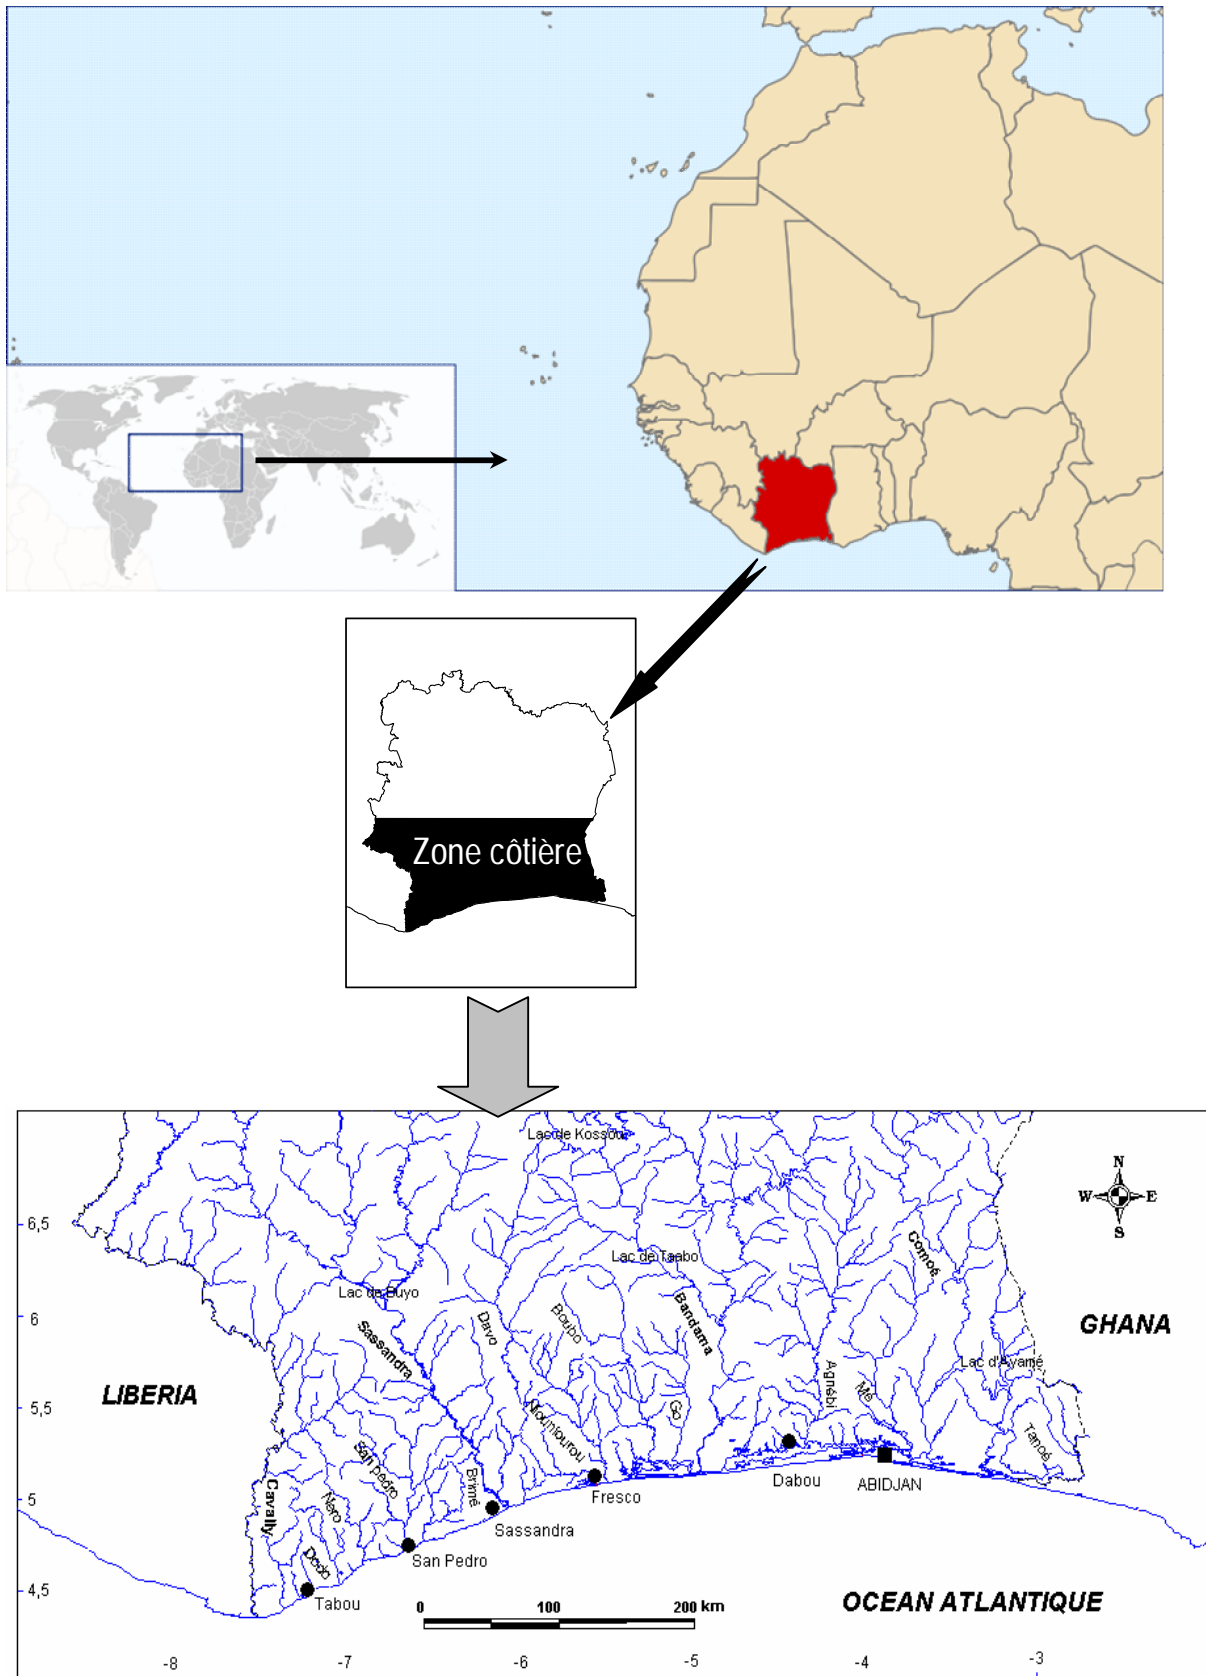 Zone côtière
Lac de Kossou
N
W
E
S
6,5
Lac de Taabo
Comoé
Lac de Buyo
6
Sassandra
Davo
Boubo
Bandama
GHANA
Lac d'Ayamé
LIBERIA
Agnébi
Mé
5,5
Go
Niouniourou
Tanoé
San pedro
Brimé
Dabou
ABIDJAN
5
Cavally
Nero
Fresco
Sassandra
San Pedro
Dodo
4,5
Tabou
0
100
200 km
OCEAN ATLANTIQUE
-8
-7
-6
-5
-4
-3